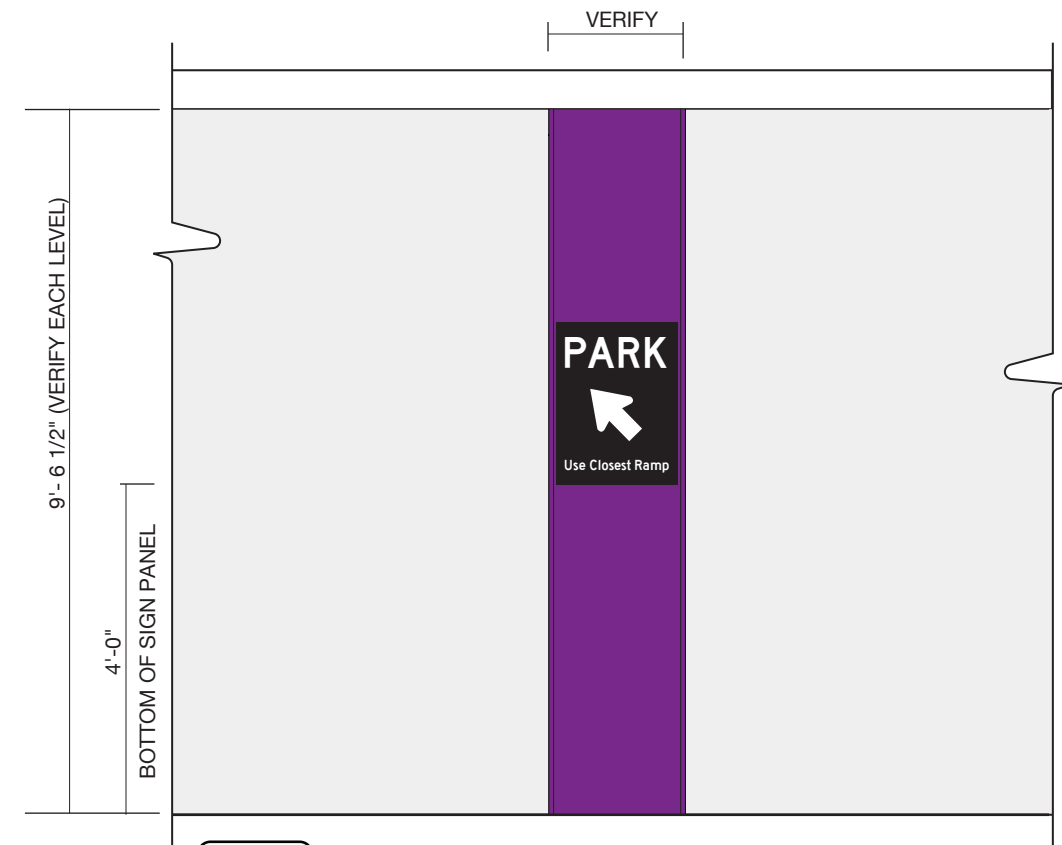 VERIFY
9'- 6 1/2" (VERIFY EACH LEVEL)
4'-0"
BOTTOM OF SIGN PANEL
PARK
Use Closest Ramp